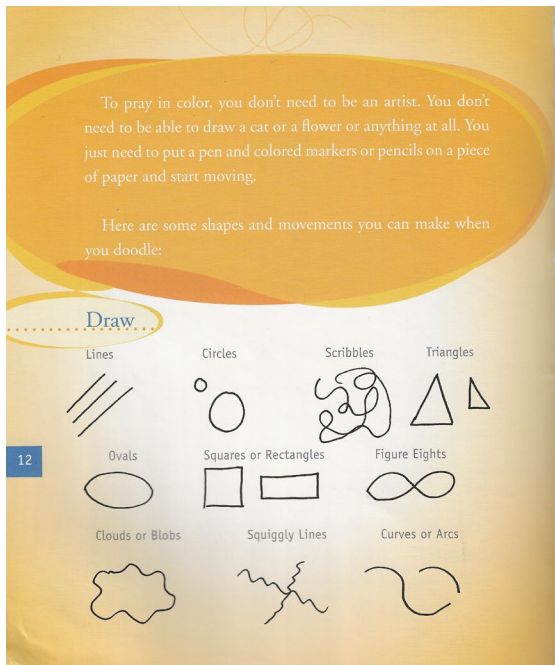 To pray in color, you don't need to be an artist. You don't
need to be able to draw a cat or a flower or anything at all. You
just need to put a pen and colored markers or pencils on a piece
of paper and start moving.
Here are some shapes and movements you can make when
you doodle:
Draw
Lines Circles Scribbles Triangles
12
Ovals Squares or Rectangles Figure Eights
Clouds or Blobs Squiggly Lines Curves or Arcs